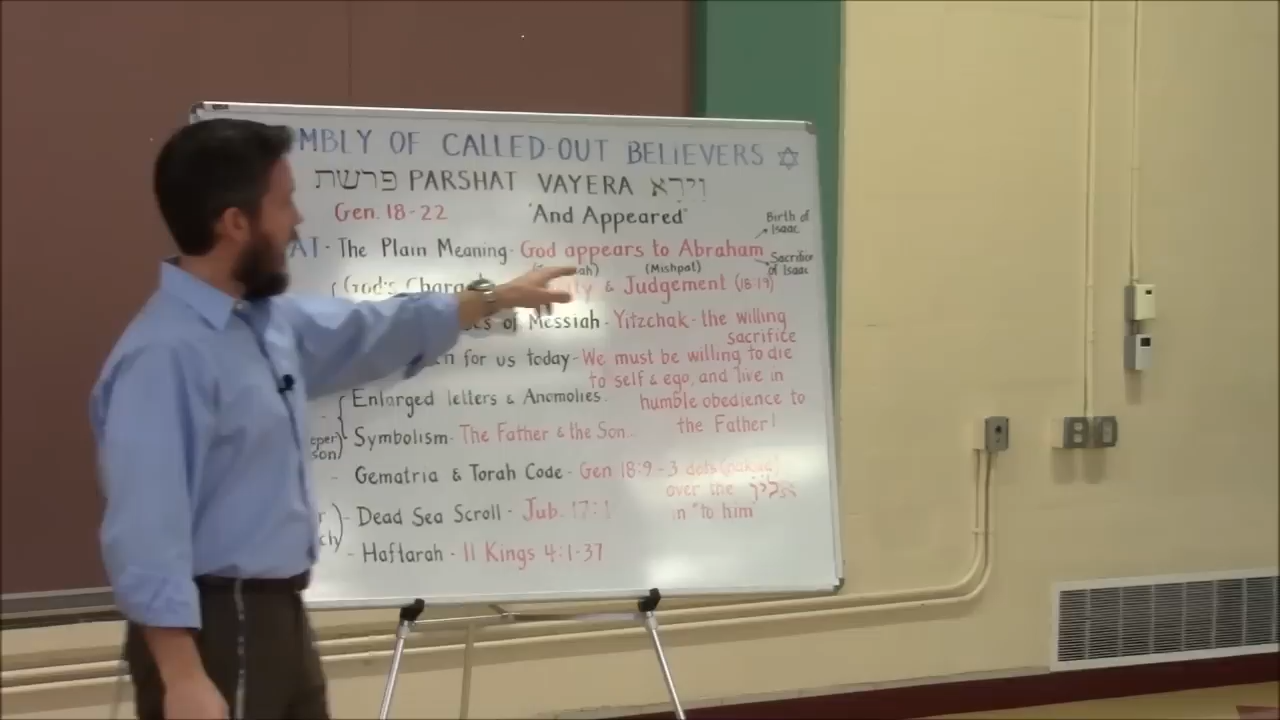 MBLY OF CALLED-OUT BELIEVERS
פרשת PARSHAT VAYERA וַיֵּרָא
Gen. 18-22 "And Appeared"
Birth of Isaac
AT - The Plain Meaning - God appears to Abraham
Sacrifice of Isaac
(Mishpat)
God's & Judgement (18:19)
of Messiah - Yitzchak - the willing
sacrifice
for us today - We must be willing to die
to self & ego, and live in
Enlarged letters & Anomolies. humble obedience to
Symbolism - The Father & the Son... the Father!
- Gematria & Torah Code - Gen 18:9 - 3 dots
over the
- Dead Sea Scroll - Jub. 17:1 in "to him"
- Haftarah - II Kings 4:1-37